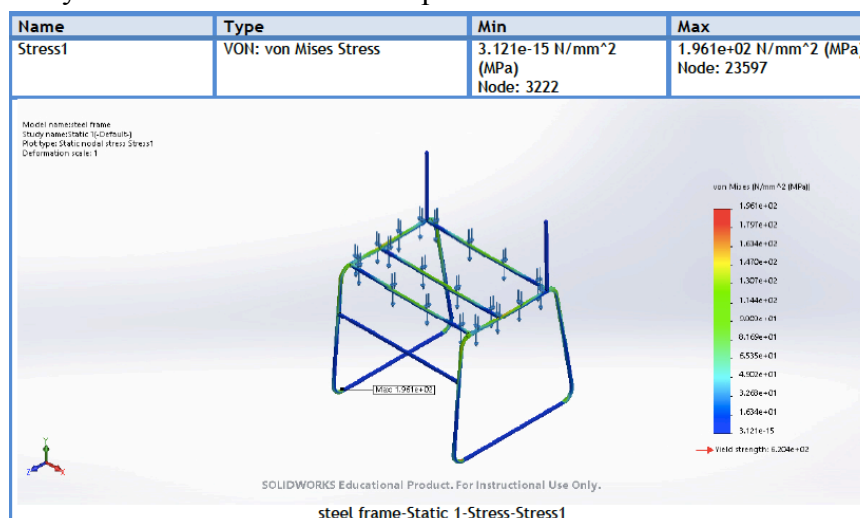 Name Type Min Max
Stress1 VON: von Mises Stress 3.121e-15 N/mm^2 (MPa) Node: 3222 1.961e+02 N/mm^2 (MPa) Node: 23597
Model name:steel frame
Study name:Static 1(-Default-)
Plot type: Static nodal stress Stress1
Deformation scale: 1
von Mises (N/mm^2 (MPa))
1.961e+02
1.797e+02
1.634e+02
1.470e+02
1.307e+02
1.144e+02
8.169e+01
6.535e+01
4.902e+01
3.268e+01
1.634e+01
3.121e-15
Yield strength: 6.204e+02
Max: 1.961e+02
Y
Z
X
SOLIDWORKS Educational Product. For Instructional Use Only.
steel frame-Static 1-Stress-Stress1